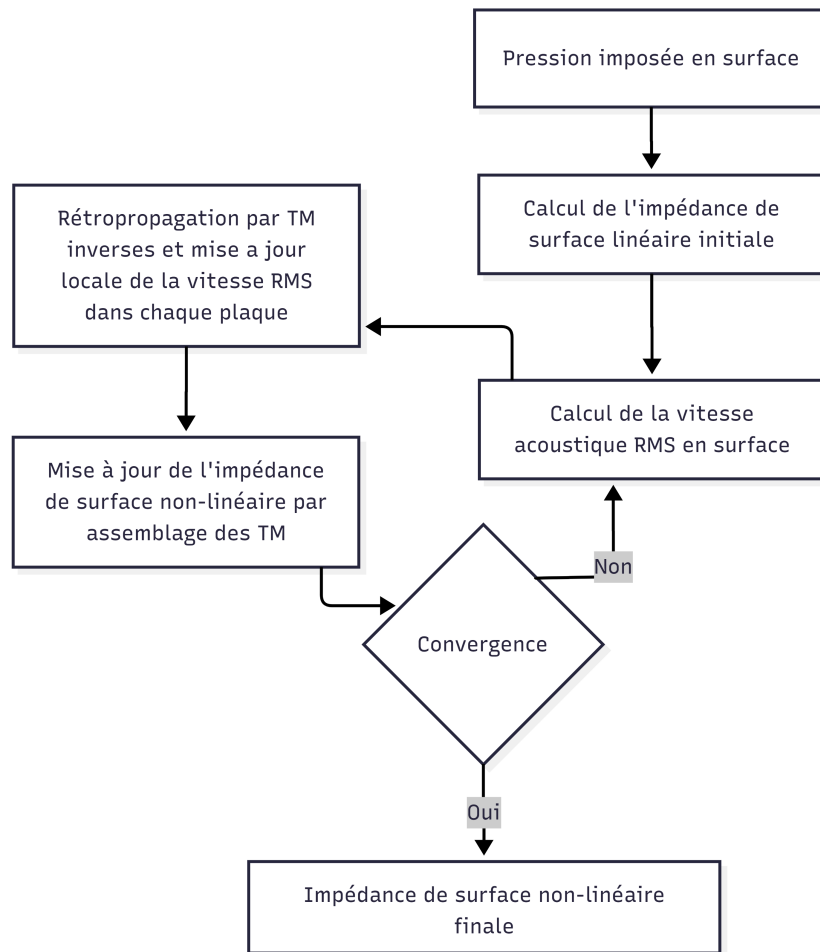 Pression imposée en surface
Calcul de l'impédance de
surface linéaire initiale
Calcul de la vitesse
acoustique RMS en surface
Rétropropagation par TM
inverses et mise a jour
locale de la vitesse RMS
dans chaque plaque
Mise à jour de l'impédance
de surface non-linéaire par
assemblage des TM
Convergence
Non
Oui
Impédance de surface non-linéaire
finale